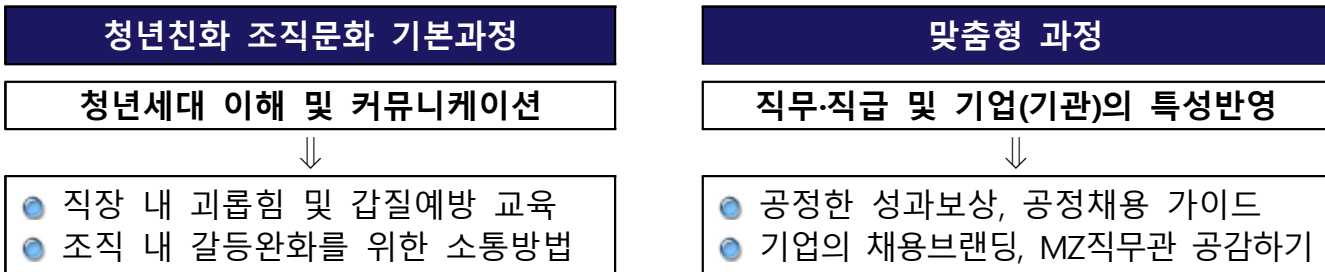 청년친화 조직문화 기본과정
청년세대 이해 및 커뮤니케이션
⇓
직장 내 괴롭힘 및 갑질예방 교육
조직 내 갈등완화를 위한 소통방법
맞춤형 과정
직무·직급 및 기업(기관)의 특성반영
⇓
공정한 성과보상, 공정채용 가이드
기업의 채용브랜딩, MZ직무관 공감하기